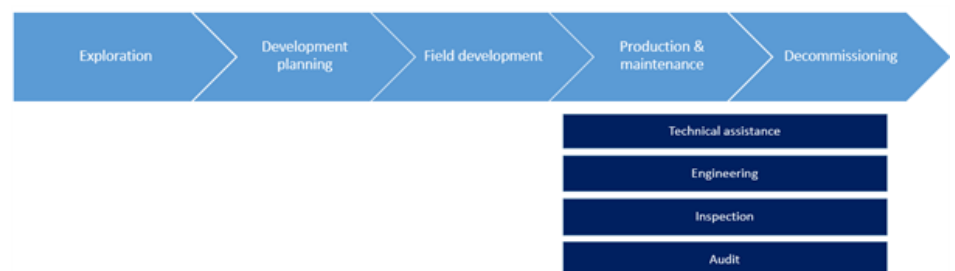 Exploration
Development
planning
Field development
Production &
maintenance
Decommissioning
Technical assistance
Engineering
Inspection
Audit